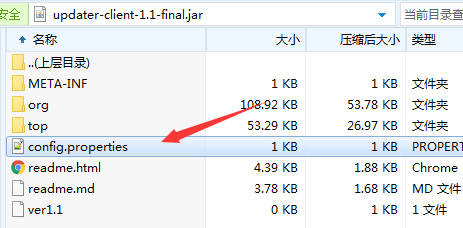 安全 updater-client-1.1-final.jar 当前目录查
名称 大小 压缩后大小 类型
..(上层目录)
META-INF 1 KB 1 KB 文件夹
org 108.92 KB 53.78 KB 文件夹
top 53.29 KB 26.97 KB 文件夹
config.properties 1 KB 1 KB PROPERT
readme.html 4.39 KB 1.88 KB Chrome
readme.md 3.78 KB 1.68 KB MD 文件
ver1.1 0 KB 1 KB 1 文件